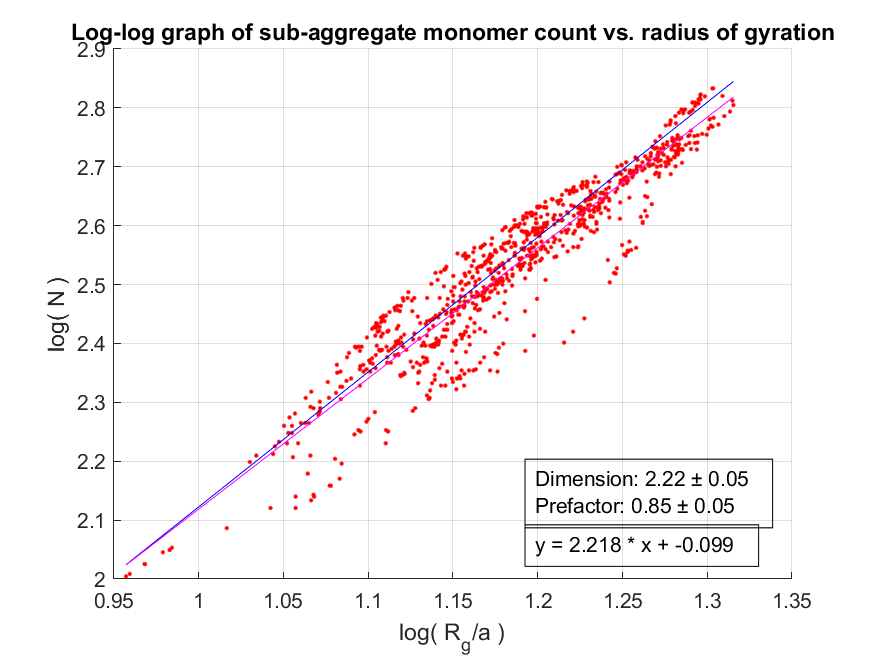 Log-log graph of sub-aggregate monomer count vs. radius of gyration
2.9
2.8
2.7
2.6
2.5
2.4
2.3
2.2
2.1
2
log( N )
Dimension: 2.22 ± 0.05
Prefactor: 0.85 ± 0.05
y = 2.218 * x + -0.099
0.95 1 1.05 1.1 1.15 1.2 1.25 1.3 1.35
log( R_g/a )